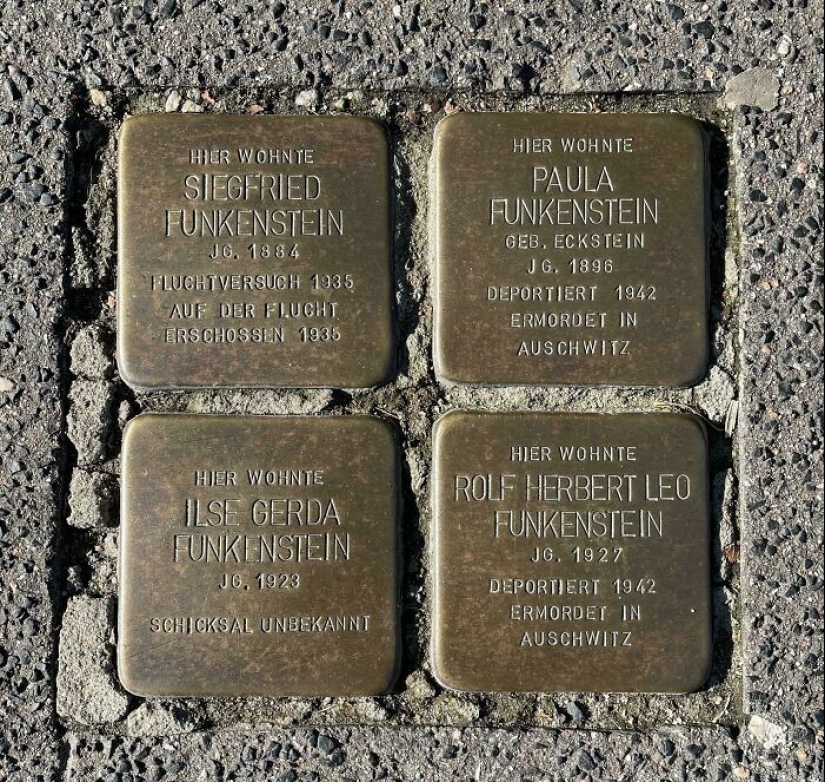 HIER WOHNTE
SIEGFRIED
FUNKENSTEIN
JG. 1884
FLUCHTVERSUCH 1935
AUF DER FLUCHT
ERSCHOSSEN 1935
HIER WOHNTE
PAULA
FUNKENSTEIN
GEB. ECKSTEIN
JG. 1896
DEPORTIERT 1942
ERMORDET IN
AUSCHWITZ
HIER WOHNTE
ILSE GERDA
FUNKENSTEIN
JG. 1923
SCHICKSAL UNBEKANNT
HIER WOHNTE
ROLF HERBERT LEO
FUNKENSTEIN
JG. 1927
DEPORTIERT 1942
ERMORDET IN
AUSCHWITZ